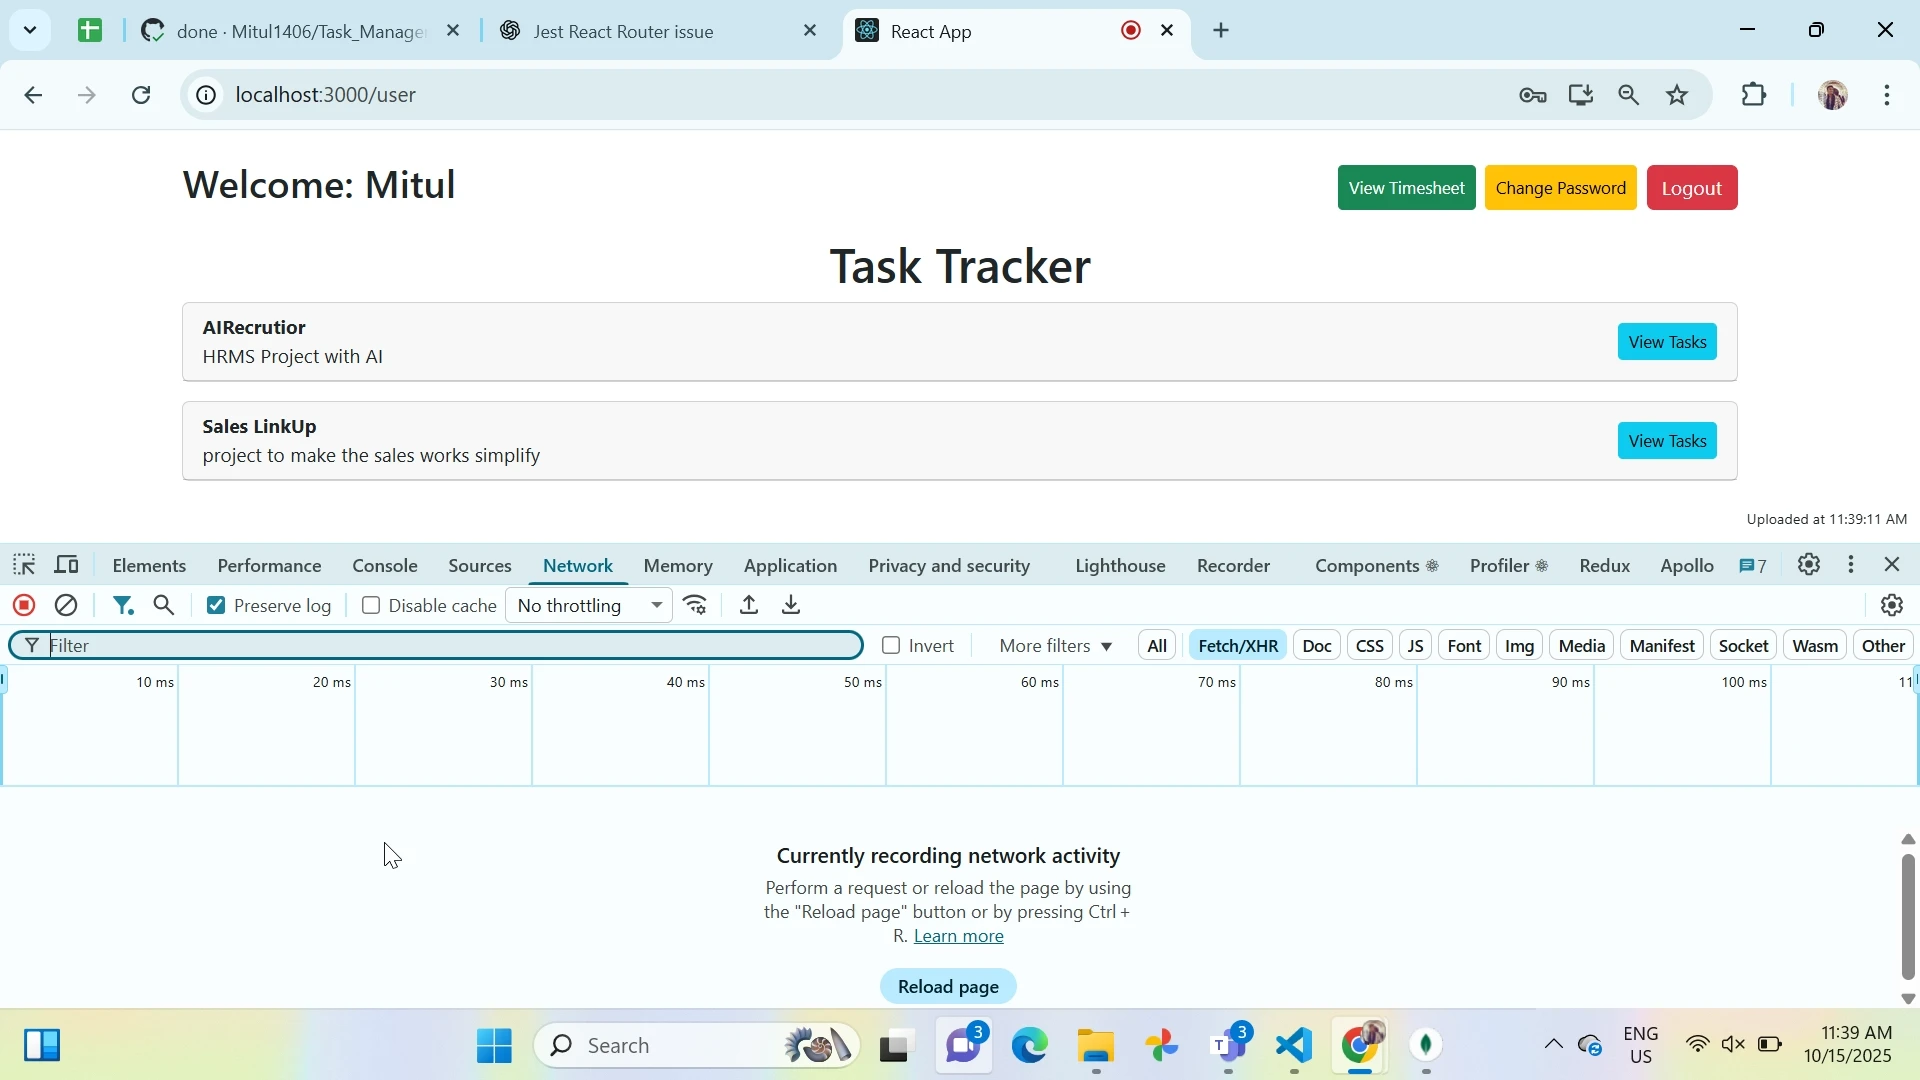 done · Mitul1406/Task_Manage
Jest React Router issue
React App
localhost:3000/user
Welcome: Mitul
View Timesheet
Change Password
Logout
Task Tracker
AIRecrutior
HRMS Project with AI
View Tasks
Sales LinkUp
project to make the sales works simplify
View Tasks
Uploaded at 11:39:11 AM
Elements Performance Console Sources Network Memory Application Privacy and security Lighthouse Recorder Components Profiler Redux Apollo 7
Preserve log Disable cache No throttling
Filter Invert More filters All Fetch/XHR Doc CSS JS Font Img Media Manifest Socket Wasm Other
10 ms 20 ms 30 ms 40 ms 50 ms 60 ms 70 ms 80 ms 90 ms 100 ms 11
Currently recording network activity
Perform a request or reload the page by using
the "Reload page" button or by pressing Ctrl +
R. Learn more
Reload page
Search
3
T
3
ENG
US
11:39 AM
10/15/2025